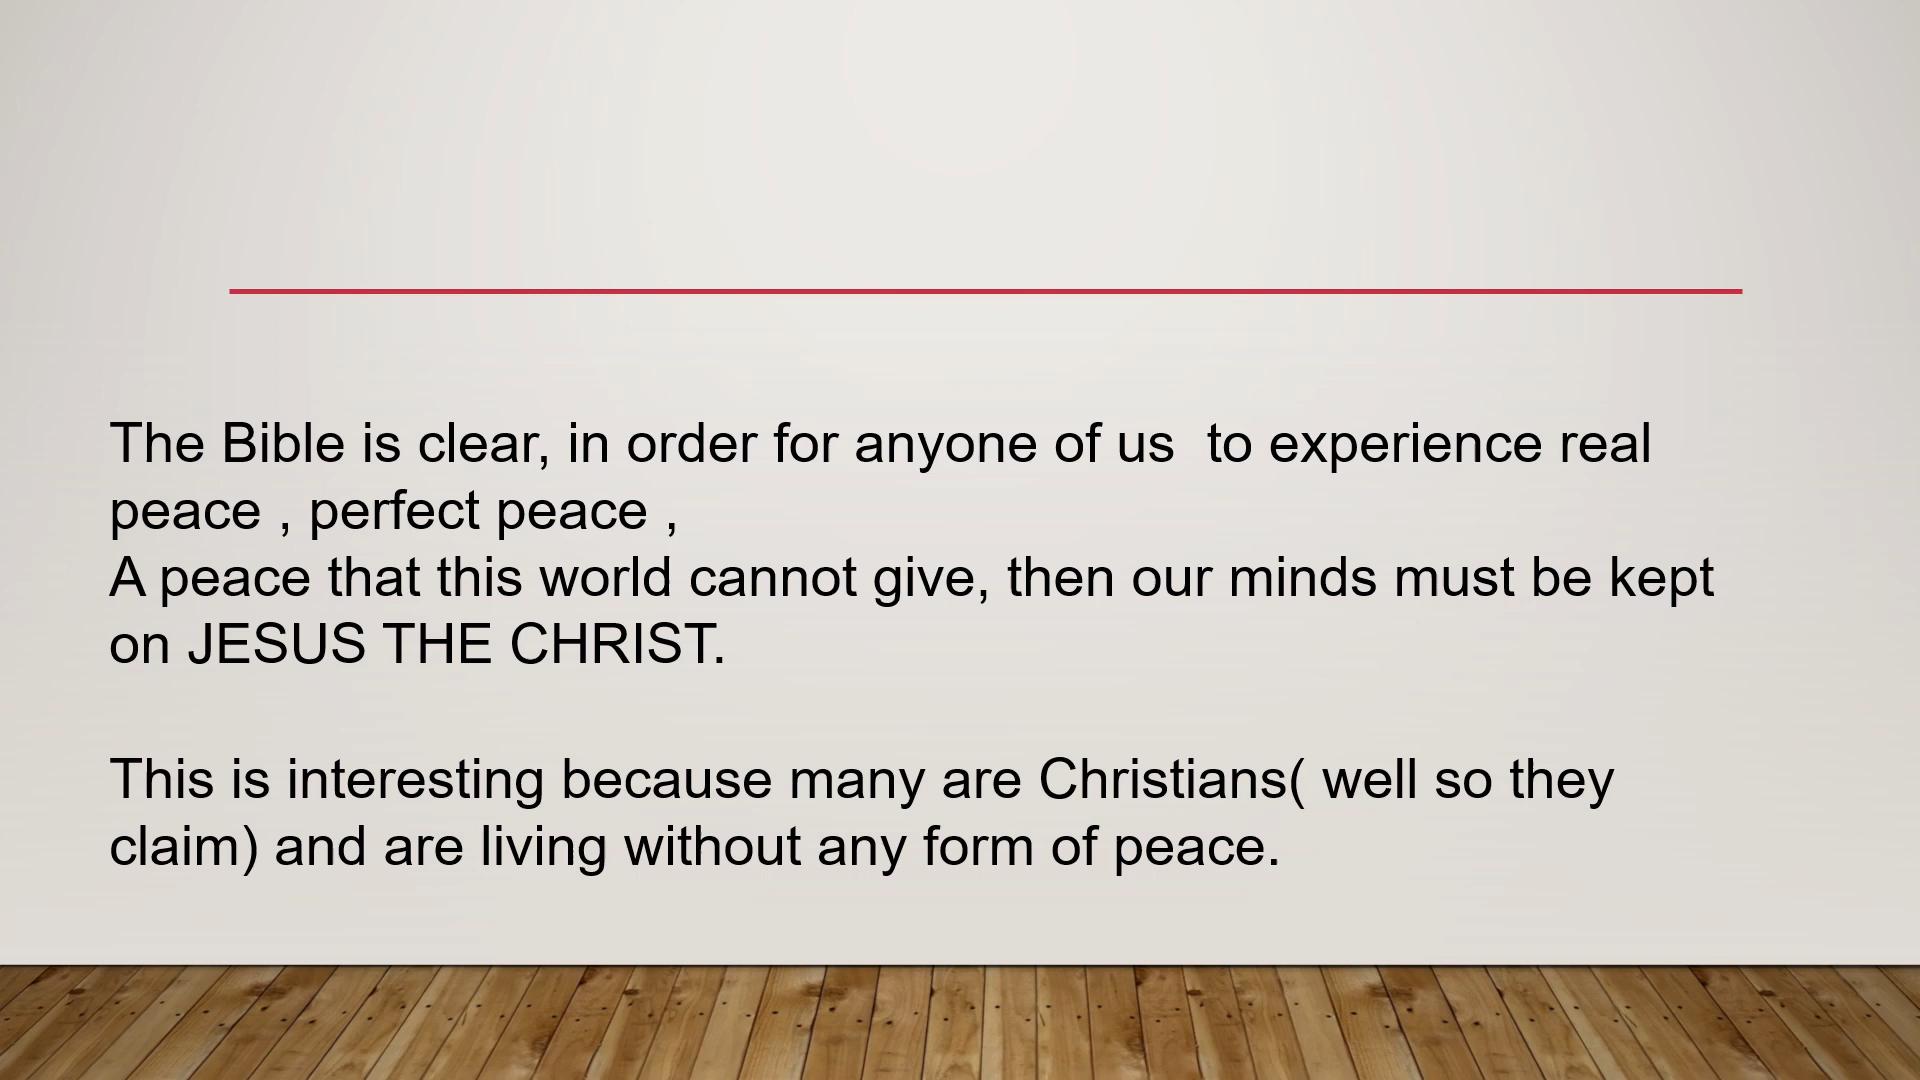 The Bible is clear, in order for anyone of us  to experience real
peace , perfect peace ,
A peace that this world cannot give, then our minds must be kept
on JESUS THE CHRIST.
This is interesting because many are Christians( well so they
claim) and are living without any form of peace.